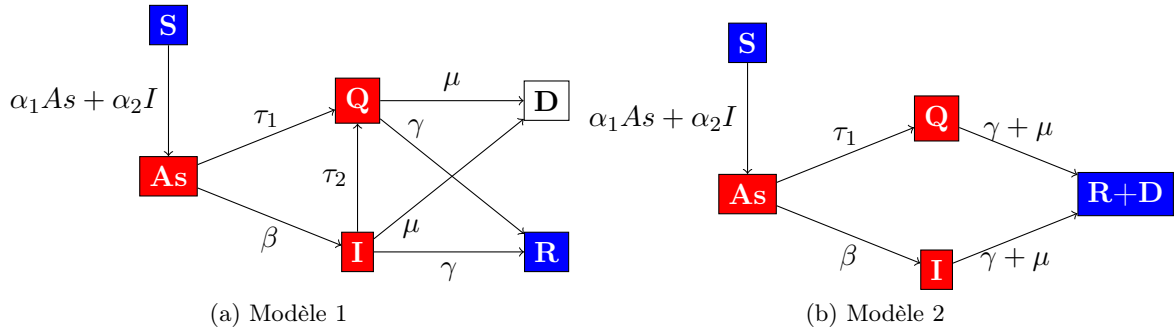 S
α₁As + α₂I
As
τ₁
β
Q
τ₂
I
μ
γ
μ
γ
D
R
(a) Modèle 1
S
α₁As + α₂I
As
τ₁
β
Q
I
γ + μ
γ + μ
R+D
(b) Modèle 2